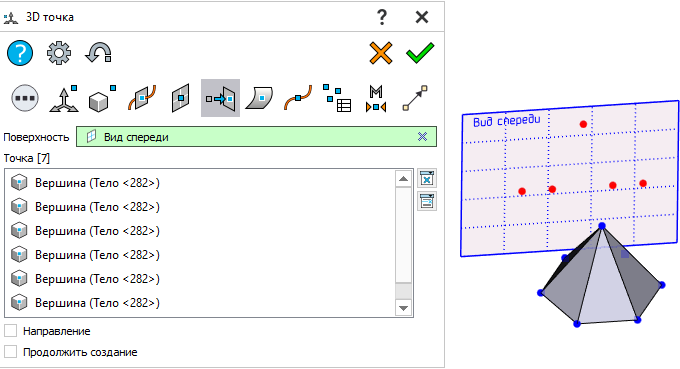 3D точка
?
?
M
Поверхность
Вид спереди
Точка [7]
Вершина (Тело <282>)
Вершина (Тело <282>)
Вершина (Тело <282>)
Вершина (Тело <282>)
Вершина (Тело <282>)
Вершина (Тело <282>)
Направление
Продолжить создание
Вид спереди